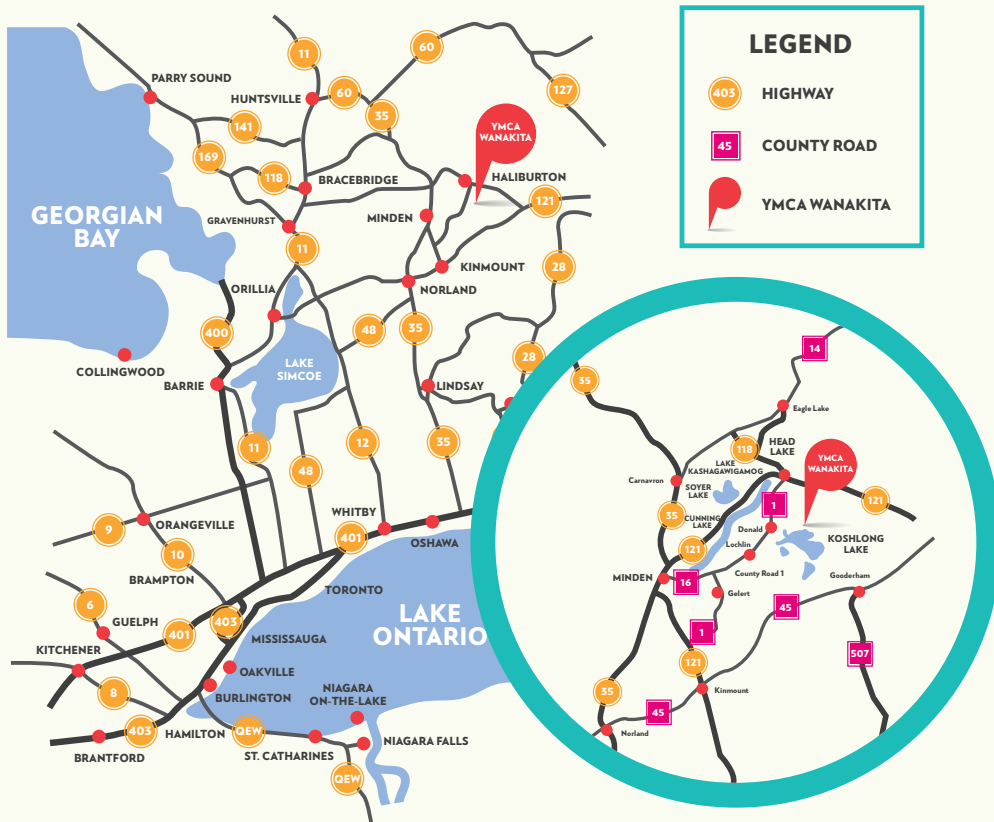 11
60
PARRY SOUND
HUNTSVILLE
60
127
35
141
YMCA
WANAKITA
169
118
BRACEBRIDGE
HALIBURTON
121
GEORGIAN
BAY
GRAVENHURST
MINDEN
11
KINMOUNT
28
ORILLIA
NORLAND
400
48
35
28
COLLINGWOOD
LAKE
SIMCOE
BARRIE
LINDSAY
11
12
35
48
9
ORANGEVILLE
WHITBY
401
OSHAWA
10
BRAMPTON
TORONTO
6
GUELPH
403
LAKE
ONTARIO
401
MISSISSAUGA
KITCHENER
OAKVILLE
8
BURLINGTON
NIAGARA
ON-THE-LAKE
403
HAMILTON
QEW
BRANTFORD
ST. CATHARINES
NIAGARA FALLS
QEW
LEGEND
403
HIGHWAY
45
COUNTY ROAD
YMCA WANAKITA
14
35
Eagle Lake
118
HEAD
LAKE
YMCA
WANAKITA
LAKE
KASHAGAWIGAMOG
Carnavron
SOYER
LAKE
1
121
35
CUNNING
LAKE
Donald
KOSHLONG
LAKE
121
Lochlin
MINDEN
16
County Road 1
Gooderham
Gelert
45
1
507
121
35
Kinmount
45
Norland